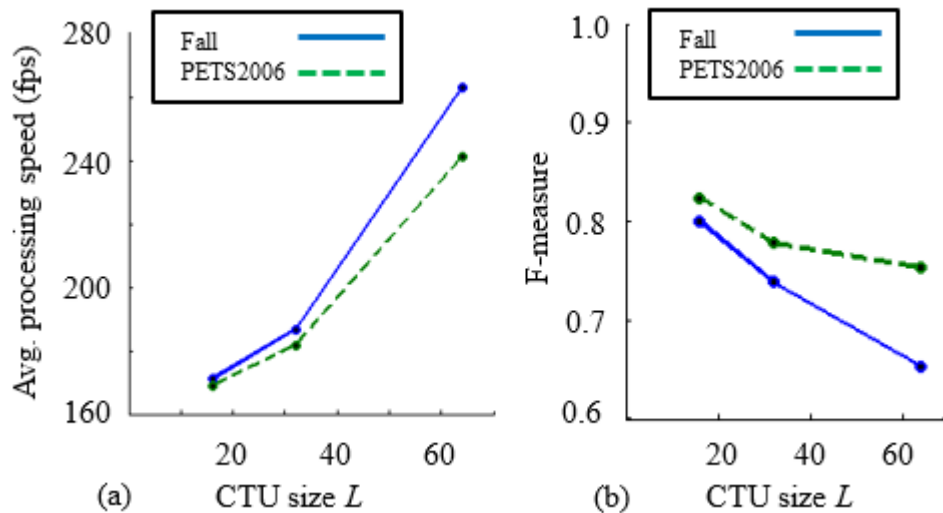 280
240
200
160
Avg. processing speed (fps)
Fall
PETS2006
20 40 60
(a) CTU size L
1.0
0.9
0.8
0.7
0.6
F-measure
Fall
PETS2006
20 40 60
(b) CTU size L